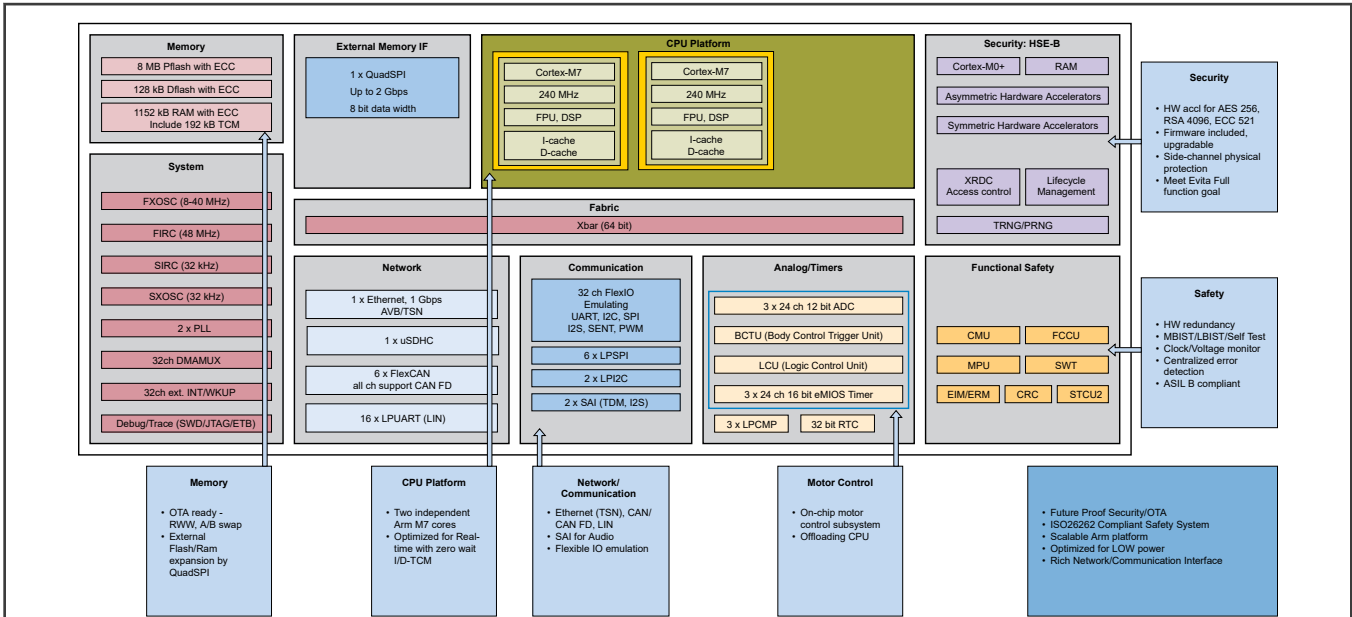 Memory
8 MB Pflash with ECC
128 kB Dflash with ECC
1152 kB RAM with ECC
Include 192 kB TCM
External Memory IF
1 x QuadSPI
Up to 2 Gbps
8 bit data width
CPU Platform
Cortex-M7
240 MHz
FPU, DSP
I-cache
D-cache
Cortex-M7
240 MHz
FPU, DSP
I-cache
D-cache
Security: HSE-B
Cortex-M0+
RAM
Asymmetric Hardware Accelerators
Symmetric Hardware Accelerators
XRDC
Access control
Lifecycle
Management
TRNG/PRNG
Security
• HW accl for AES 256,
RSA 4096, ECC 521
• Firmware included,
upgradable
• Side-channel physical
protection
• Meet Evita Full
function goal
System
FXOSC (8-40 MHz)
FIRC (48 MHz)
SIRC (32 kHz)
SXOSC (32 kHz)
2 x PLL
32ch DMAMUX
32ch ext. INT/WKUP
Debug/Trace (SWD/JTAG/ETB)
Fabric
Xbar (64 bit)
Network
1 x Ethernet, 1 Gbps
AVB/TSN
1 x uSDHC
6 x FlexCAN
all ch support CAN FD
16 x LPUART (LIN)
Communication
32 ch FlexIO
Emulating
UART, I2C, SPI
I2S, SENT, PWM
6 x LPSPI
2 x LPI2C
2 x SAI (TDM, I2S)
Analog/Timers
3 x 24 ch 12 bit ADC
BCTU (Body Control Trigger Unit)
LCU (Logic Control Unit)
3 x 24 ch 16 bit eMIOS Timer
3 x LPCMP
32 bit RTC
Functional Safety
CMU
FCCU
MPU
SWT
EIM/ERM
CRC
STCU2
Safety
• HW redundancy
• MBIST/LBIST/Self Test
• Clock/Voltage monitor
• Centralized error
detection
• ASIL B compliant
Memory
• OTA ready -
RWW, A/B swap
• External
Flash/Ram
expansion by
QuadSPI
CPU Platform
• Two independent
Arm M7 cores
• Optimized for Real-
time with zero wait
I/D-TCM
Network/
Communication
• Ethernet (TSN), CAN/
CAN FD, LIN
• SAI for Audio
• Flexible IO emulation
Motor Control
• On-chip motor
control subsystem
• Offloading CPU
• Future Proof Security/OTA
• ISO26262 Compliant Safety System
• Scalable Arm platform
• Optimized for LOW power
• Rich Network/Communication Interface